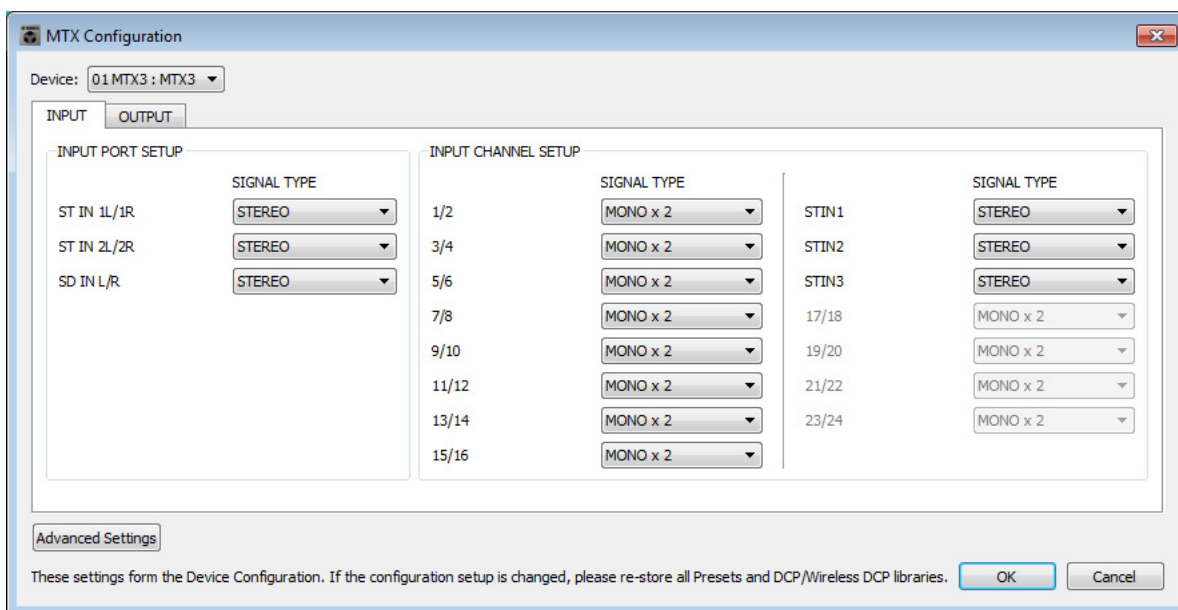 MTX Configuration
Device: 01 MTX3 : MTX3
INPUT OUTPUT
INPUT PORT SETUP
SIGNAL TYPE
ST IN 1L/1R STEREO
ST IN 2L/2R STEREO
SD IN L/R STEREO
INPUT CHANNEL SETUP
SIGNAL TYPE
1/2 MONO x 2
3/4 MONO x 2
5/6 MONO x 2
7/8 MONO x 2
9/10 MONO x 2
11/12 MONO x 2
13/14 MONO x 2
15/16 MONO x 2
SIGNAL TYPE
STIN1 STEREO
STIN2 STEREO
STIN3 STEREO
17/18 MONO x 2
19/20 MONO x 2
21/22 MONO x 2
23/24 MONO x 2
Advanced Settings
These settings form the Device Configuration. If the configuration setup is changed, please re-store all Presets and DCP/Wireless DCP libraries. OK Cancel